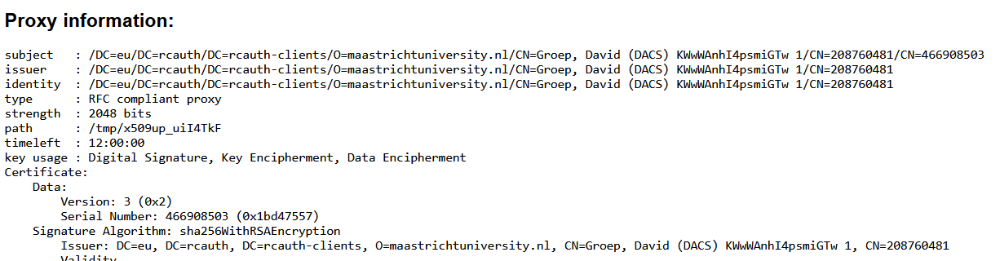 Proxy information:
subject   : /DC=eu/DC=rcauth/DC=rcauth-clients/O=maastrichtuniversity.nl/CN=Groep, David (DACS) KWwWAnhI4psmiGTw 1/CN=208760481/CN=466908503
issuer    : /DC=eu/DC=rcauth/DC=rcauth-clients/O=maastrichtuniversity.nl/CN=Groep, David (DACS) KWwWAnhI4psmiGTw 1/CN=208760481
identity  : /DC=eu/DC=rcauth/DC=rcauth-clients/O=maastrichtuniversity.nl/CN=Groep, David (DACS) KWwWAnhI4psmiGTw 1/CN=208760481
type      : RFC compliant proxy
strength  : 2048 bits
path      : /tmp/x509up_uiI4TkF
timeleft  : 12:00:00
key usage : Digital Signature, Key Encipherment, Data Encipherment
Certificate:
    Data:
        Version: 3 (0x2)
        Serial Number: 466908503 (0x1bd47557)
    Signature Algorithm: sha256WithRSAEncryption
        Issuer: DC=eu, DC=rcauth, DC=rcauth-clients, O=maastrichtuniversity.nl, CN=Groep, David (DACS) KWwWAnhI4psmiGTw 1, CN=208760481
        Validity